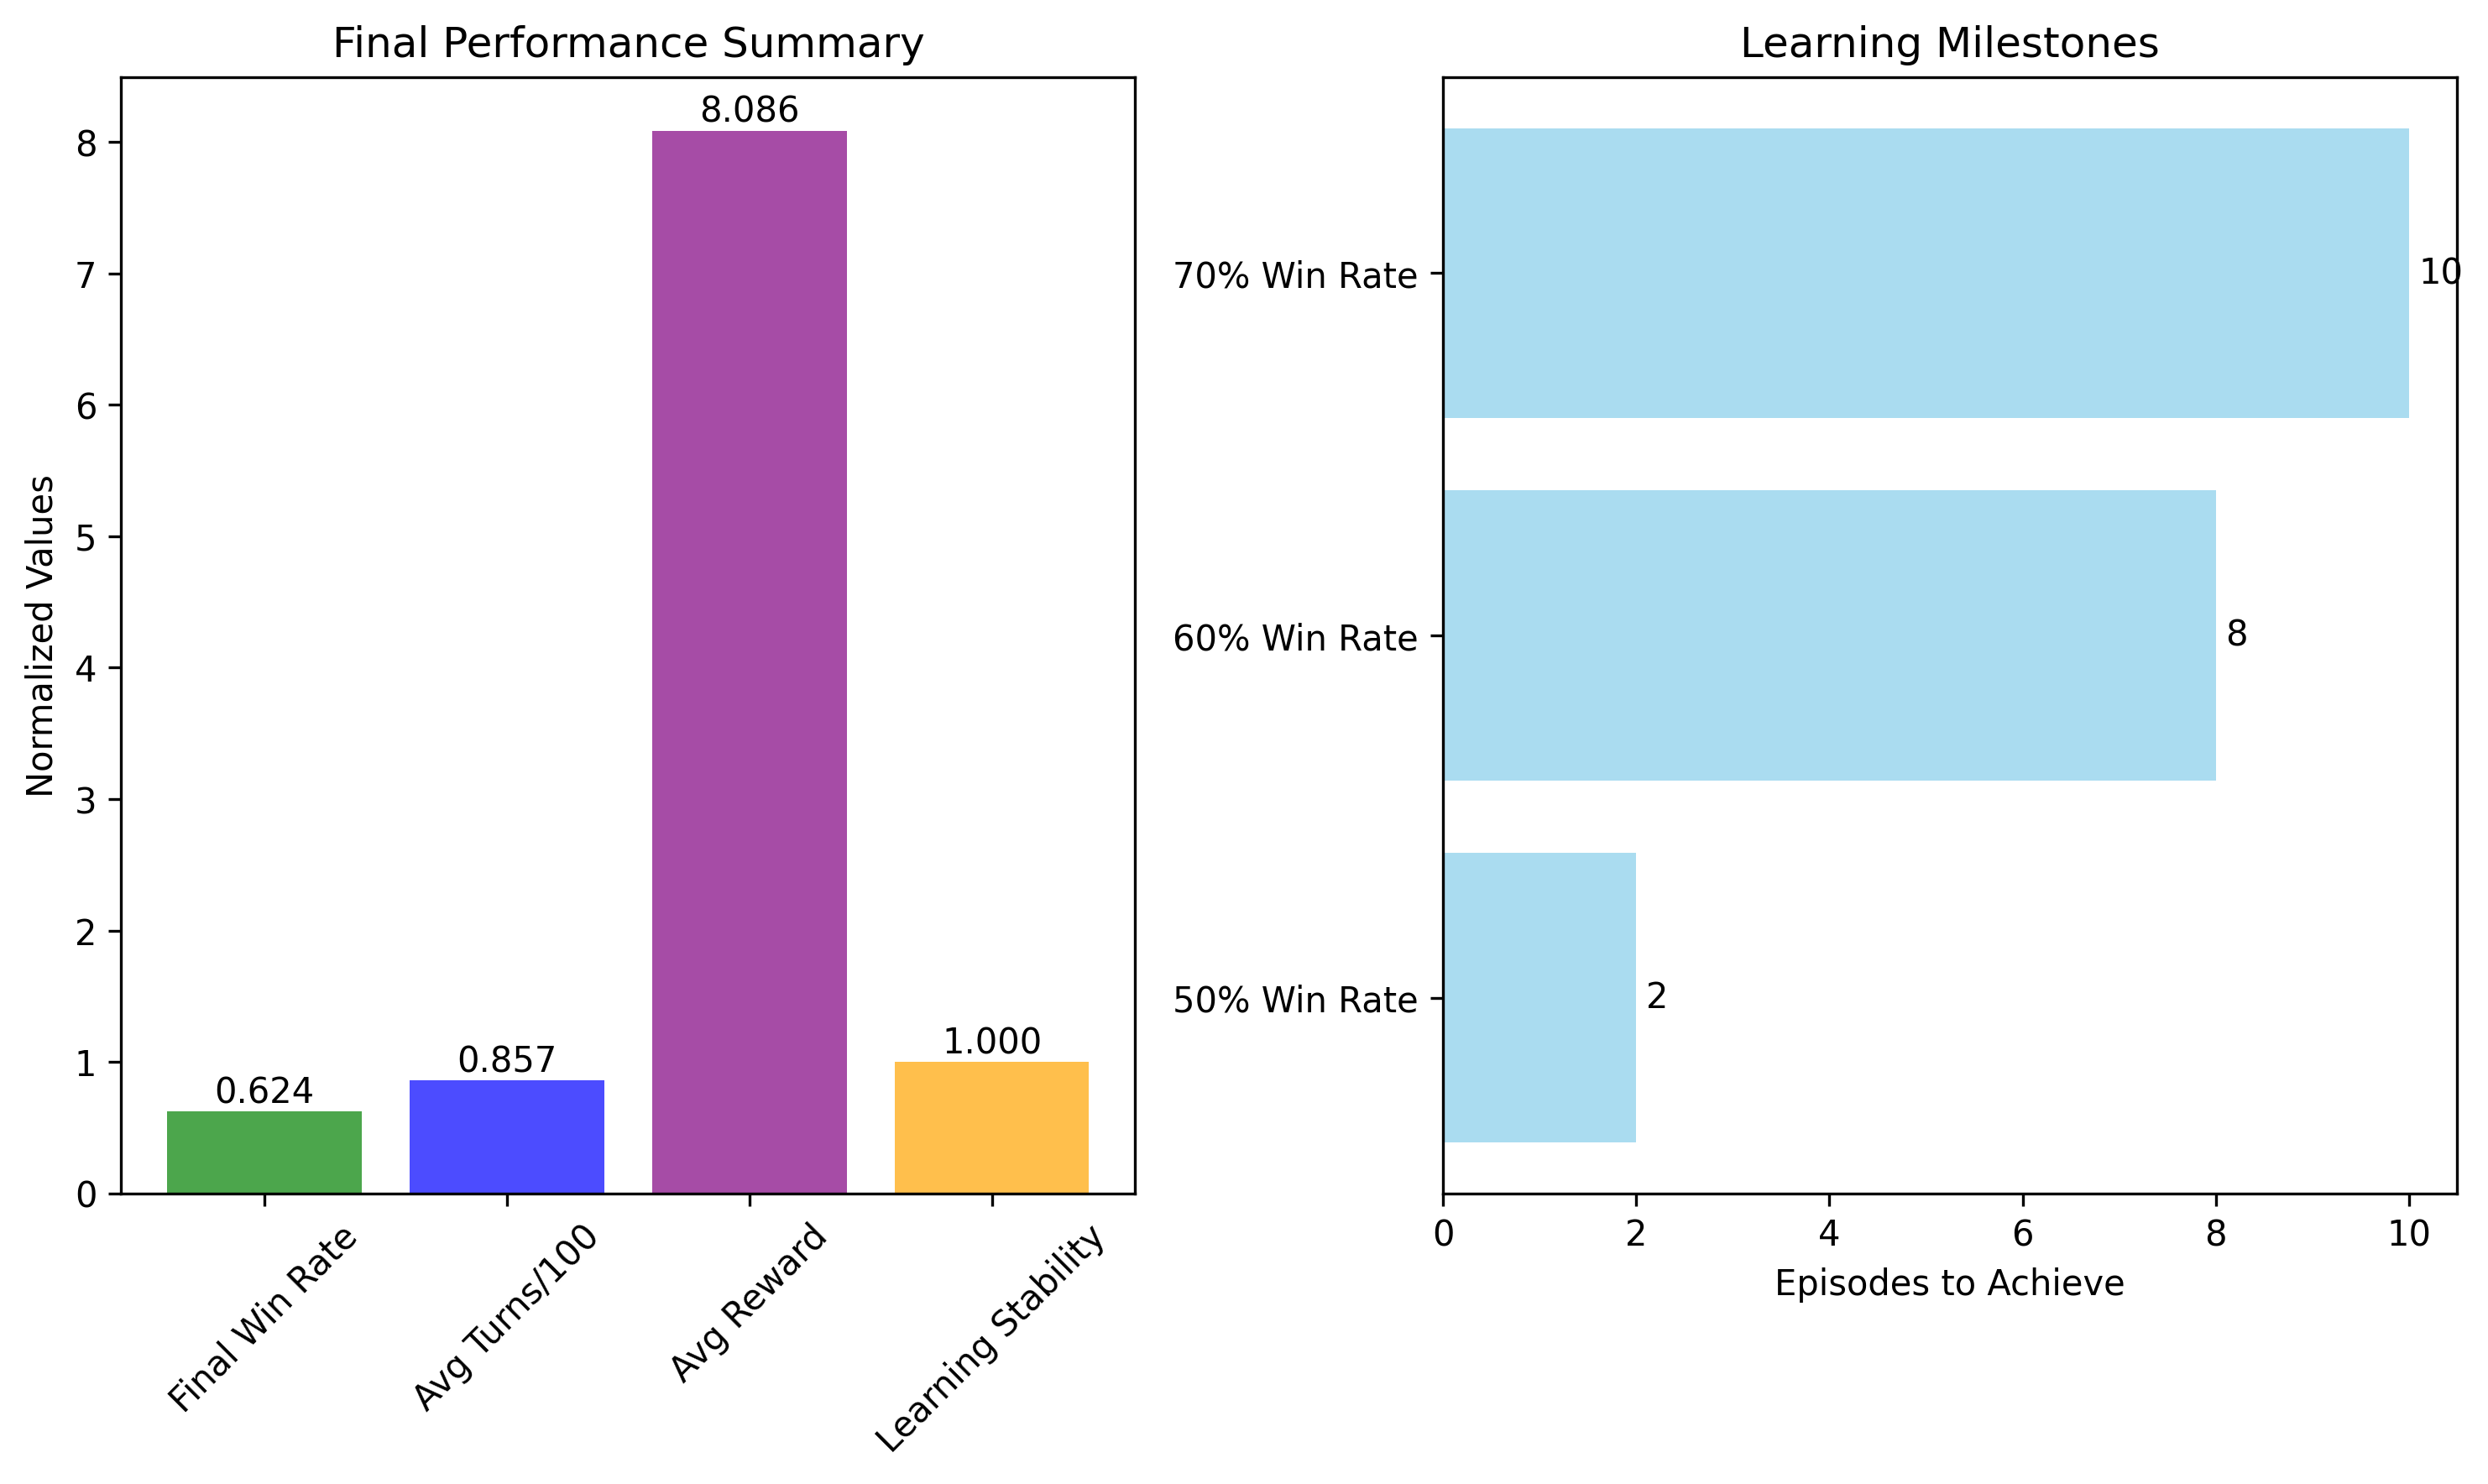 Final Performance Summary
8.086
8
7
6
5
4
3
2
1
0
Normalized Values
0.624
0.857
1.000
Final Win Rate
Avg Turns/100
Avg Reward
Learning Stability
Learning Milestones
70% Win Rate
10
60% Win Rate
8
50% Win Rate
2
0 2 4 6 8 10
Episodes to Achieve